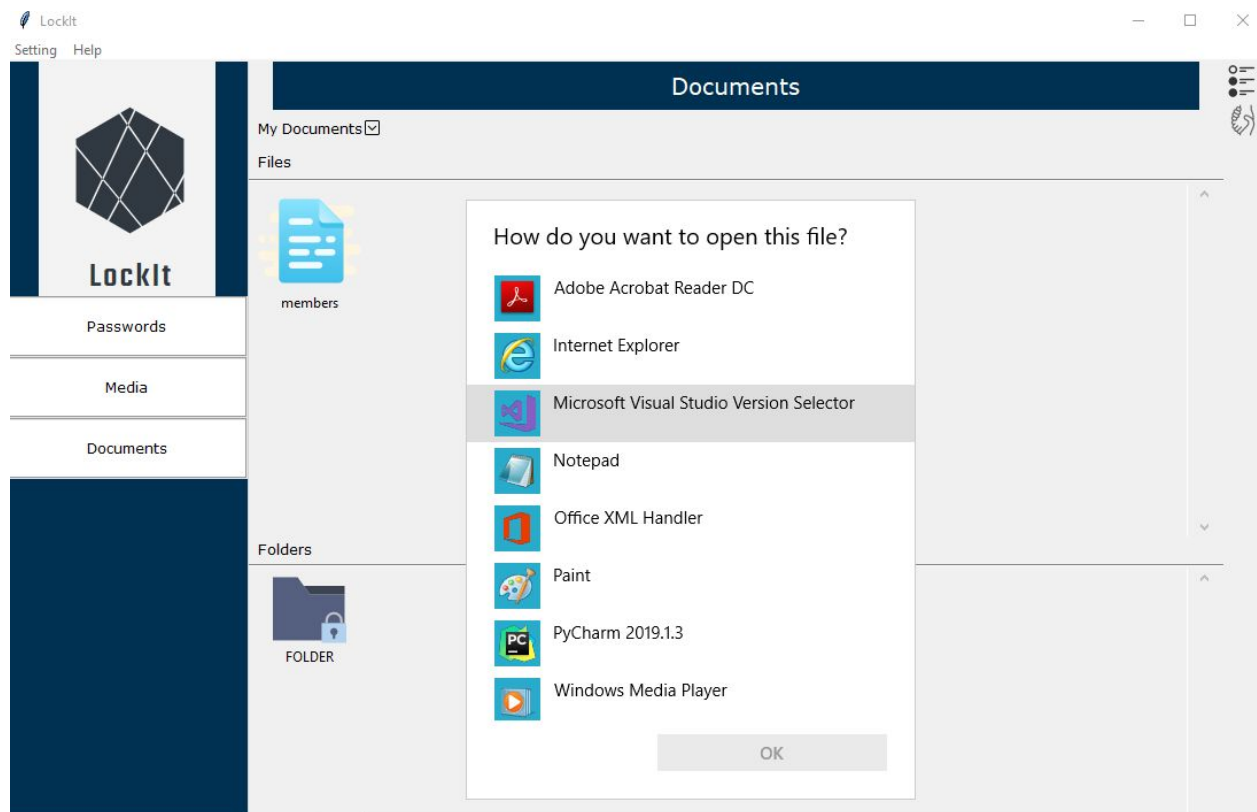 LockIt
Setting Help
Documents
My Documents
Files
LockIt
members
Passwords
Media
Documents
Folders
FOLDER
How do you want to open this file?
Adobe Acrobat Reader DC
Internet Explorer
Microsoft Visual Studio Version Selector
Notepad
Office XML Handler
Paint
PC
PyCharm 2019.1.3
Windows Media Player
OK